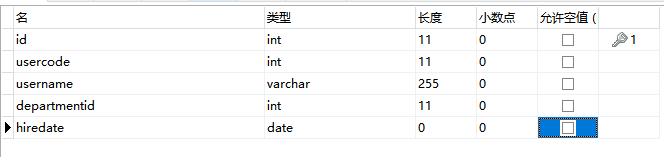 名 类型 长度 小数点 允许空值 (
id int 11 0 1
usercode int 11 0
username varchar 255 0
departmentid int 11 0
hiredate date 0 0